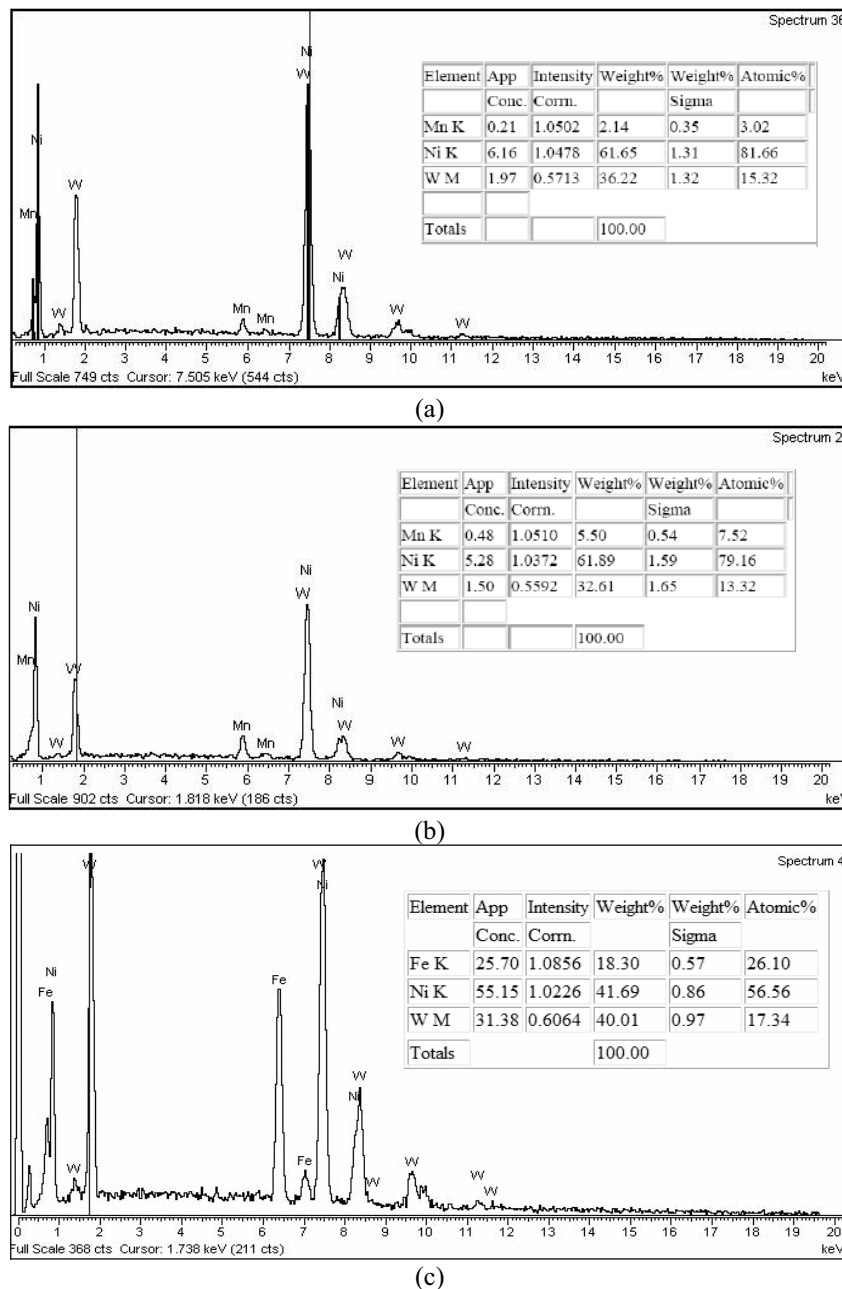 Spectrum 36
Ni
W
Element App Intensity Weight% Weight% Atomic%
Conc. Corrn. Sigma
Mn K 0.21 1.0502 2.14 0.35 3.02
Ni K 6.16 1.0478 61.65 1.31 81.66
W M 1.97 0.5713 36.22 1.32 15.32
Totals 100.00
Ni
W
Mn
W
Ni
W
Mn
Mn
W
W
1 2 3 4 5 6 7 8 9 10 11 12 13 14 15 16 17 18 19 20
Full Scale 749 cts Cursor: 7.505 keV (544 cts) keV
(a)
Spectrum 2
Element App Intensity Weight% Weight% Atomic%
Conc. Corrn. Sigma
Mn K 0.48 1.0510 5.50 0.54 7.52
Ni K 5.28 1.0372 61.89 1.59 79.16
W M 1.50 0.5592 32.61 1.65 13.32
Totals 100.00
Ni
W
Ni
Mn
W
Ni
W
W
Mn
Mn
W
W
1 2 3 4 5 6 7 8 9 10 11 12 13 14 15 16 17 18 19 20
Full Scale 902 cts Cursor: 1.818 keV (186 cts) keV
(b)
Spectrum 4
W
W
Ni
Element App Intensity Weight% Weight% Atomic%
Conc. Corrn. Sigma
Fe K 25.70 1.0856 18.30 0.57 26.10
Ni K 55.15 1.0226 41.69 0.86 56.56
W M 31.38 0.6064 40.01 0.97 17.34
Totals 100.00
Ni
Fe
Fe
W
Ni
W
Fe
W
W
W
W
0 1 2 3 4 5 6 7 8 9 10 11 12 13 14 15 16 17 18 19 20
Full Scale 368 cts Cursor: 1.738 keV (211 cts) keV
(c)